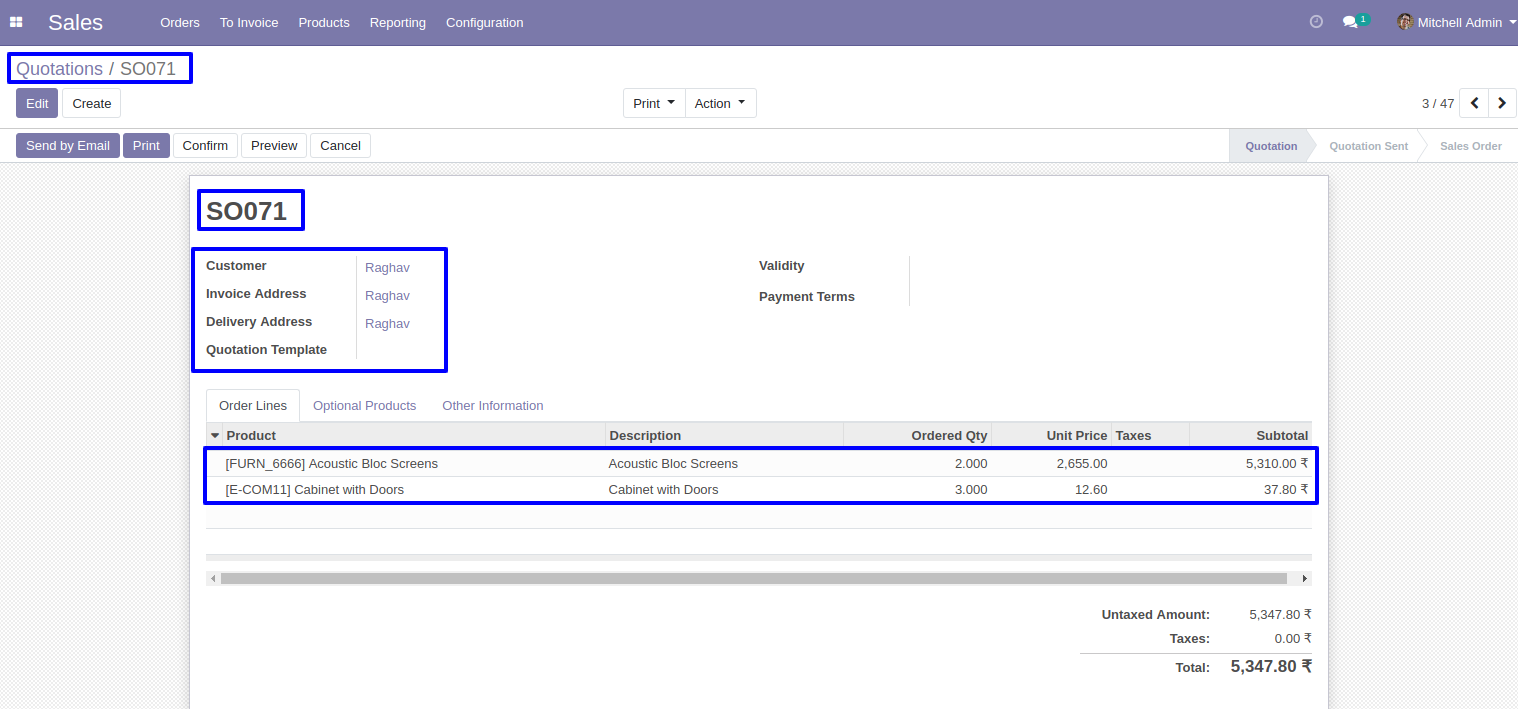 Sales Orders To Invoice Products Reporting Configuration 1 Mitchell Admin
Quotations / SO071
Edit Create Print Action 3 / 47
Send by Email Print Confirm Preview Cancel Quotation Quotation Sent Sales Order
SO071
Customer Raghav Validity
Invoice Address Raghav Payment Terms
Delivery Address Raghav
Quotation Template
Order Lines Optional Products Other Information
Product Description Ordered Qty Unit Price Taxes Subtotal
[FURN_6666] Acoustic Bloc Screens Acoustic Bloc Screens 2.000 2,655.00 5,310.00 ₹
[E-COM11] Cabinet with Doors Cabinet with Doors 3.000 12.60 37.80 ₹
Untaxed Amount: 5,347.80 ₹
Taxes: 0.00 ₹
Total: 5,347.80 ₹